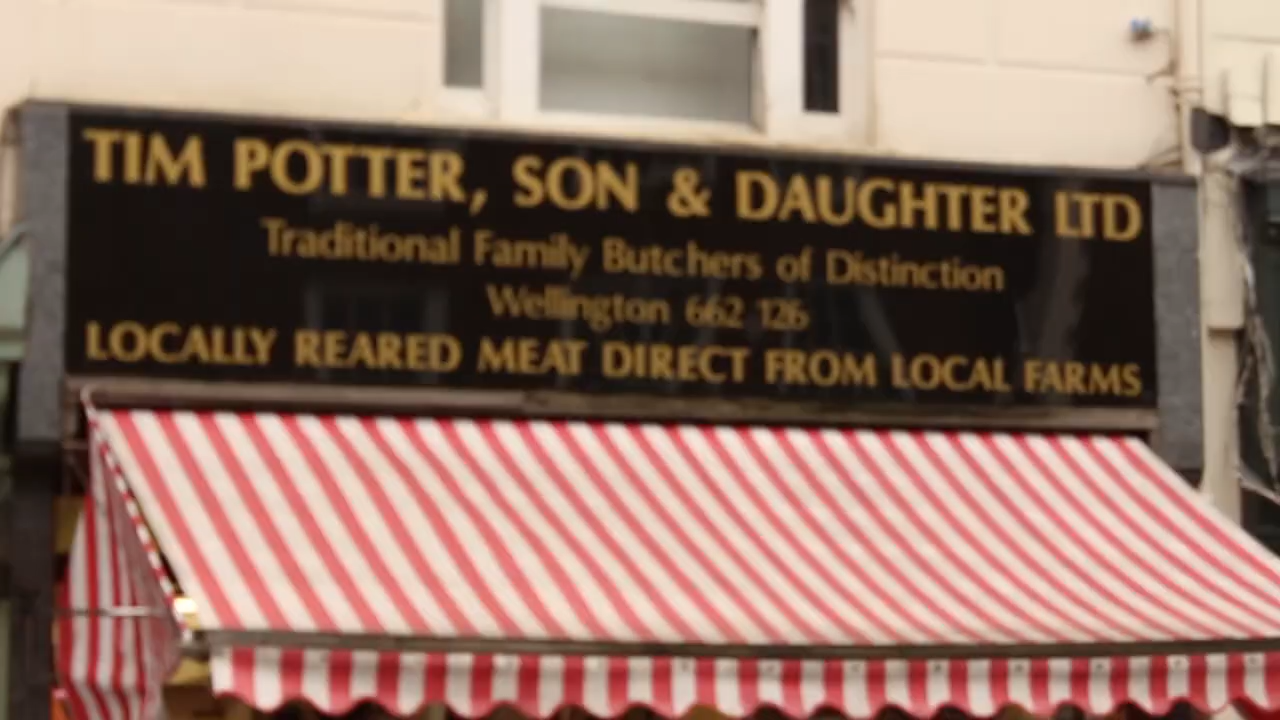 TIM POTTER, SON & DAUGHTER LTD
Traditional Family Butchers of Distinction
Wellington 662 126
LOCALLY REARED MEAT DIRECT FROM LOCAL FARMS